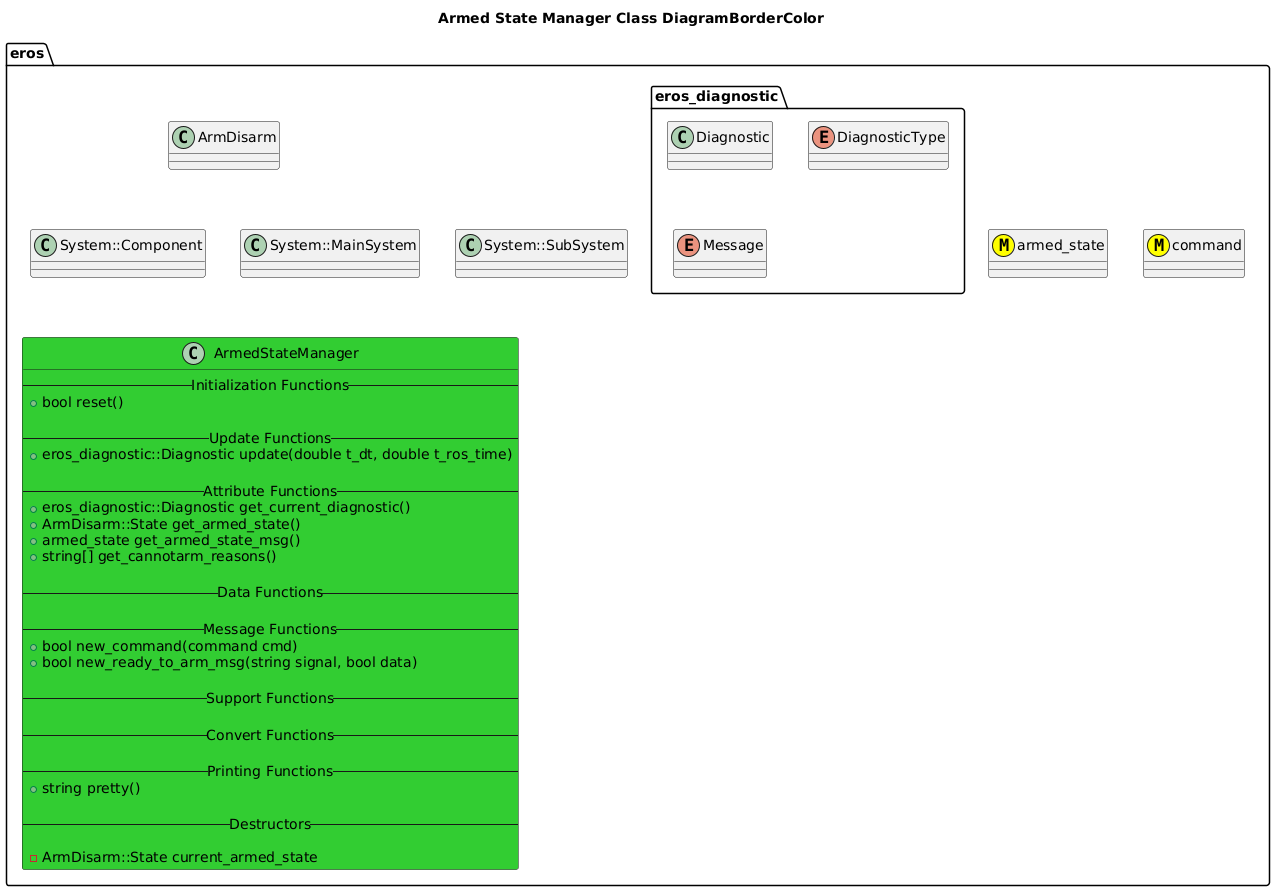 Armed State Manager Class DiagramBorderColor
eros
eros_diagnostic
C ArmDisarm
C Diagnostic
E DiagnosticType
C System::Component
C System::MainSystem
C System::SubSystem
E Message
M armed_state
M command
C ArmedStateManager
Initialization Functions
bool reset()
Update Functions
eros_diagnostic::Diagnostic update(double t_dt, double t_ros_time)
Attribute Functions
eros_diagnostic::Diagnostic get_current_diagnostic()
ArmDisarm::State get_armed_state()
armed_state get_armed_state_msg()
string[] get_cannotarm_reasons()
Data Functions
Message Functions
bool new_command(command cmd)
bool new_ready_to_arm_msg(string signal, bool data)
Support Functions
Convert Functions
Printing Functions
string pretty()
Destructors
ArmDisarm::State current_armed_state